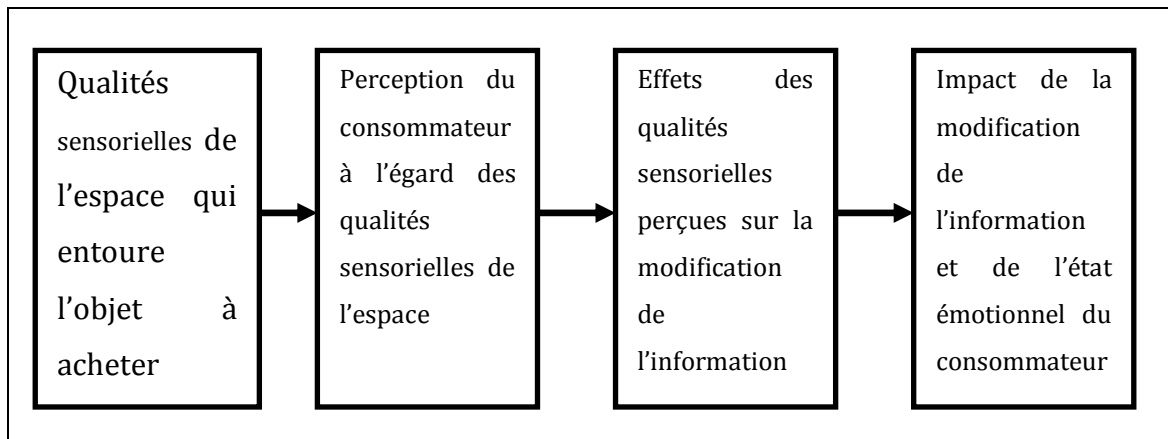 Qualités
sensorielles de
l’espace qui
entoure
l’objet à
acheter
Perception du
consommateur
à l’égard des
qualités
sensorielles de
l’espace
Effets des
qualités
sensorielles
perçues sur la
modification
de
l’information
Impact de la
modification
de
l’information
et de l’état
émotionnel du
consommateur